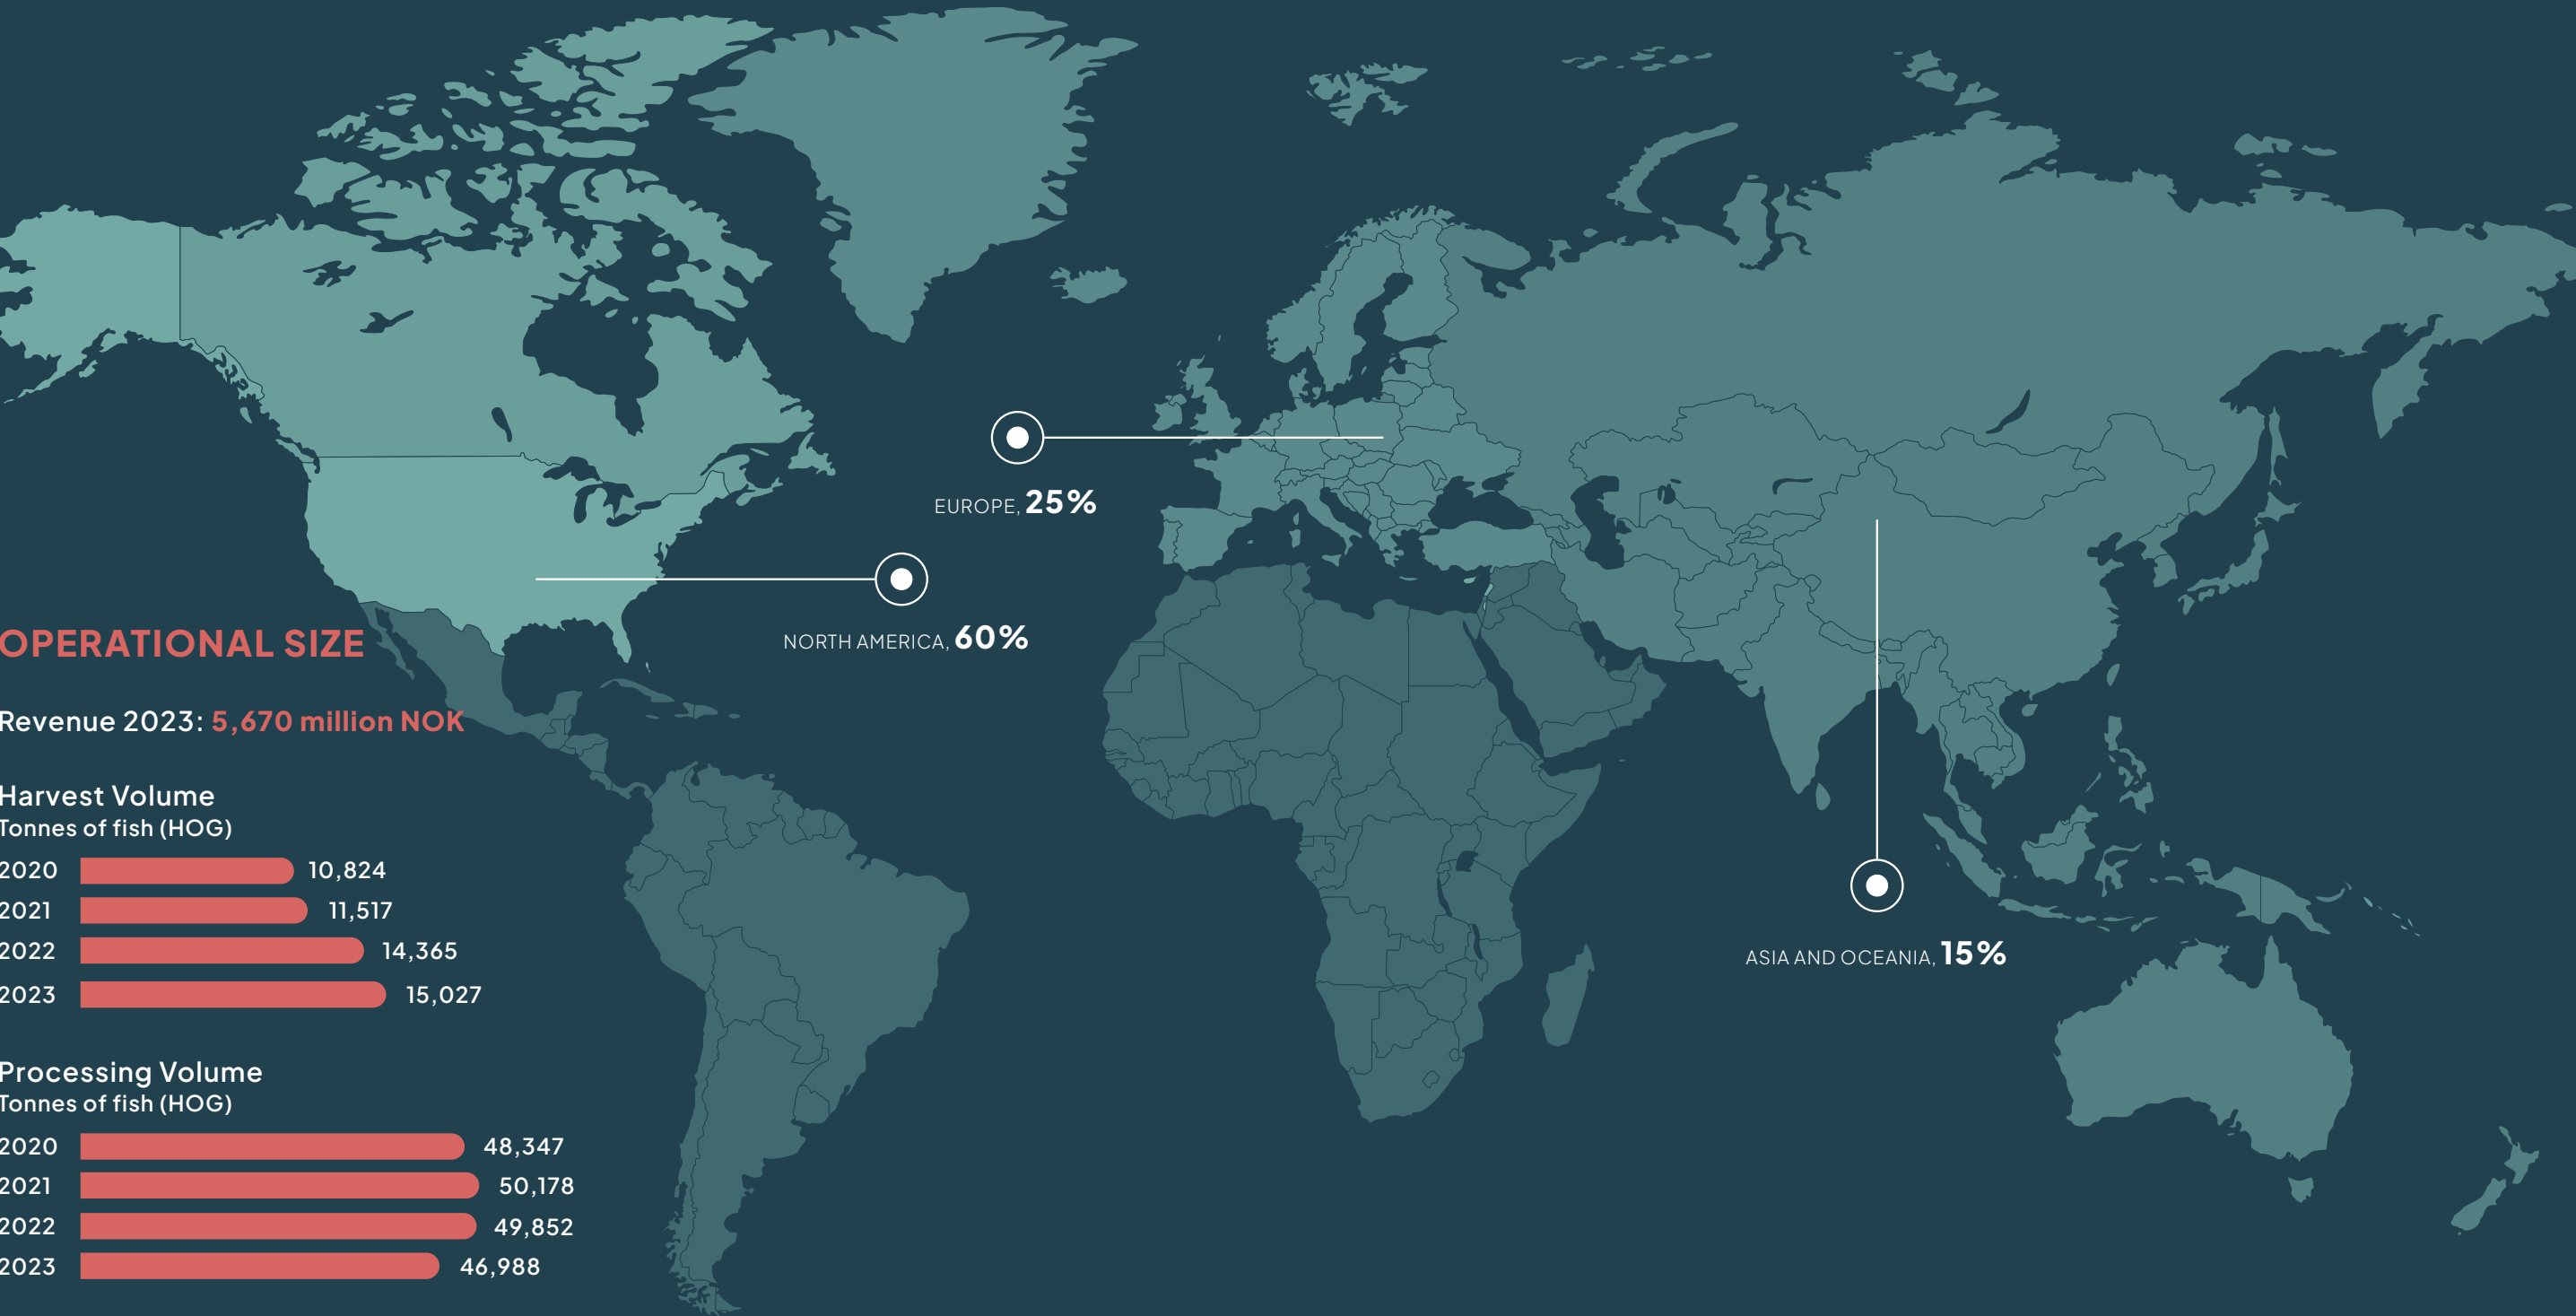 EUROPE, 25%
NORTH AMERICA, 60%
ASIA AND OCEANIA, 15%
OPERATIONAL SIZE
Revenue 2023: 5,670 million NOK
Harvest Volume
Tonnes of fish (HOG)
2020 10,824
2021 11,517
2022 14,365
2023 15,027
Processing Volume
Tonnes of fish (HOG)
2020 48,347
2021 50,178
2022 49,852
2023 46,988